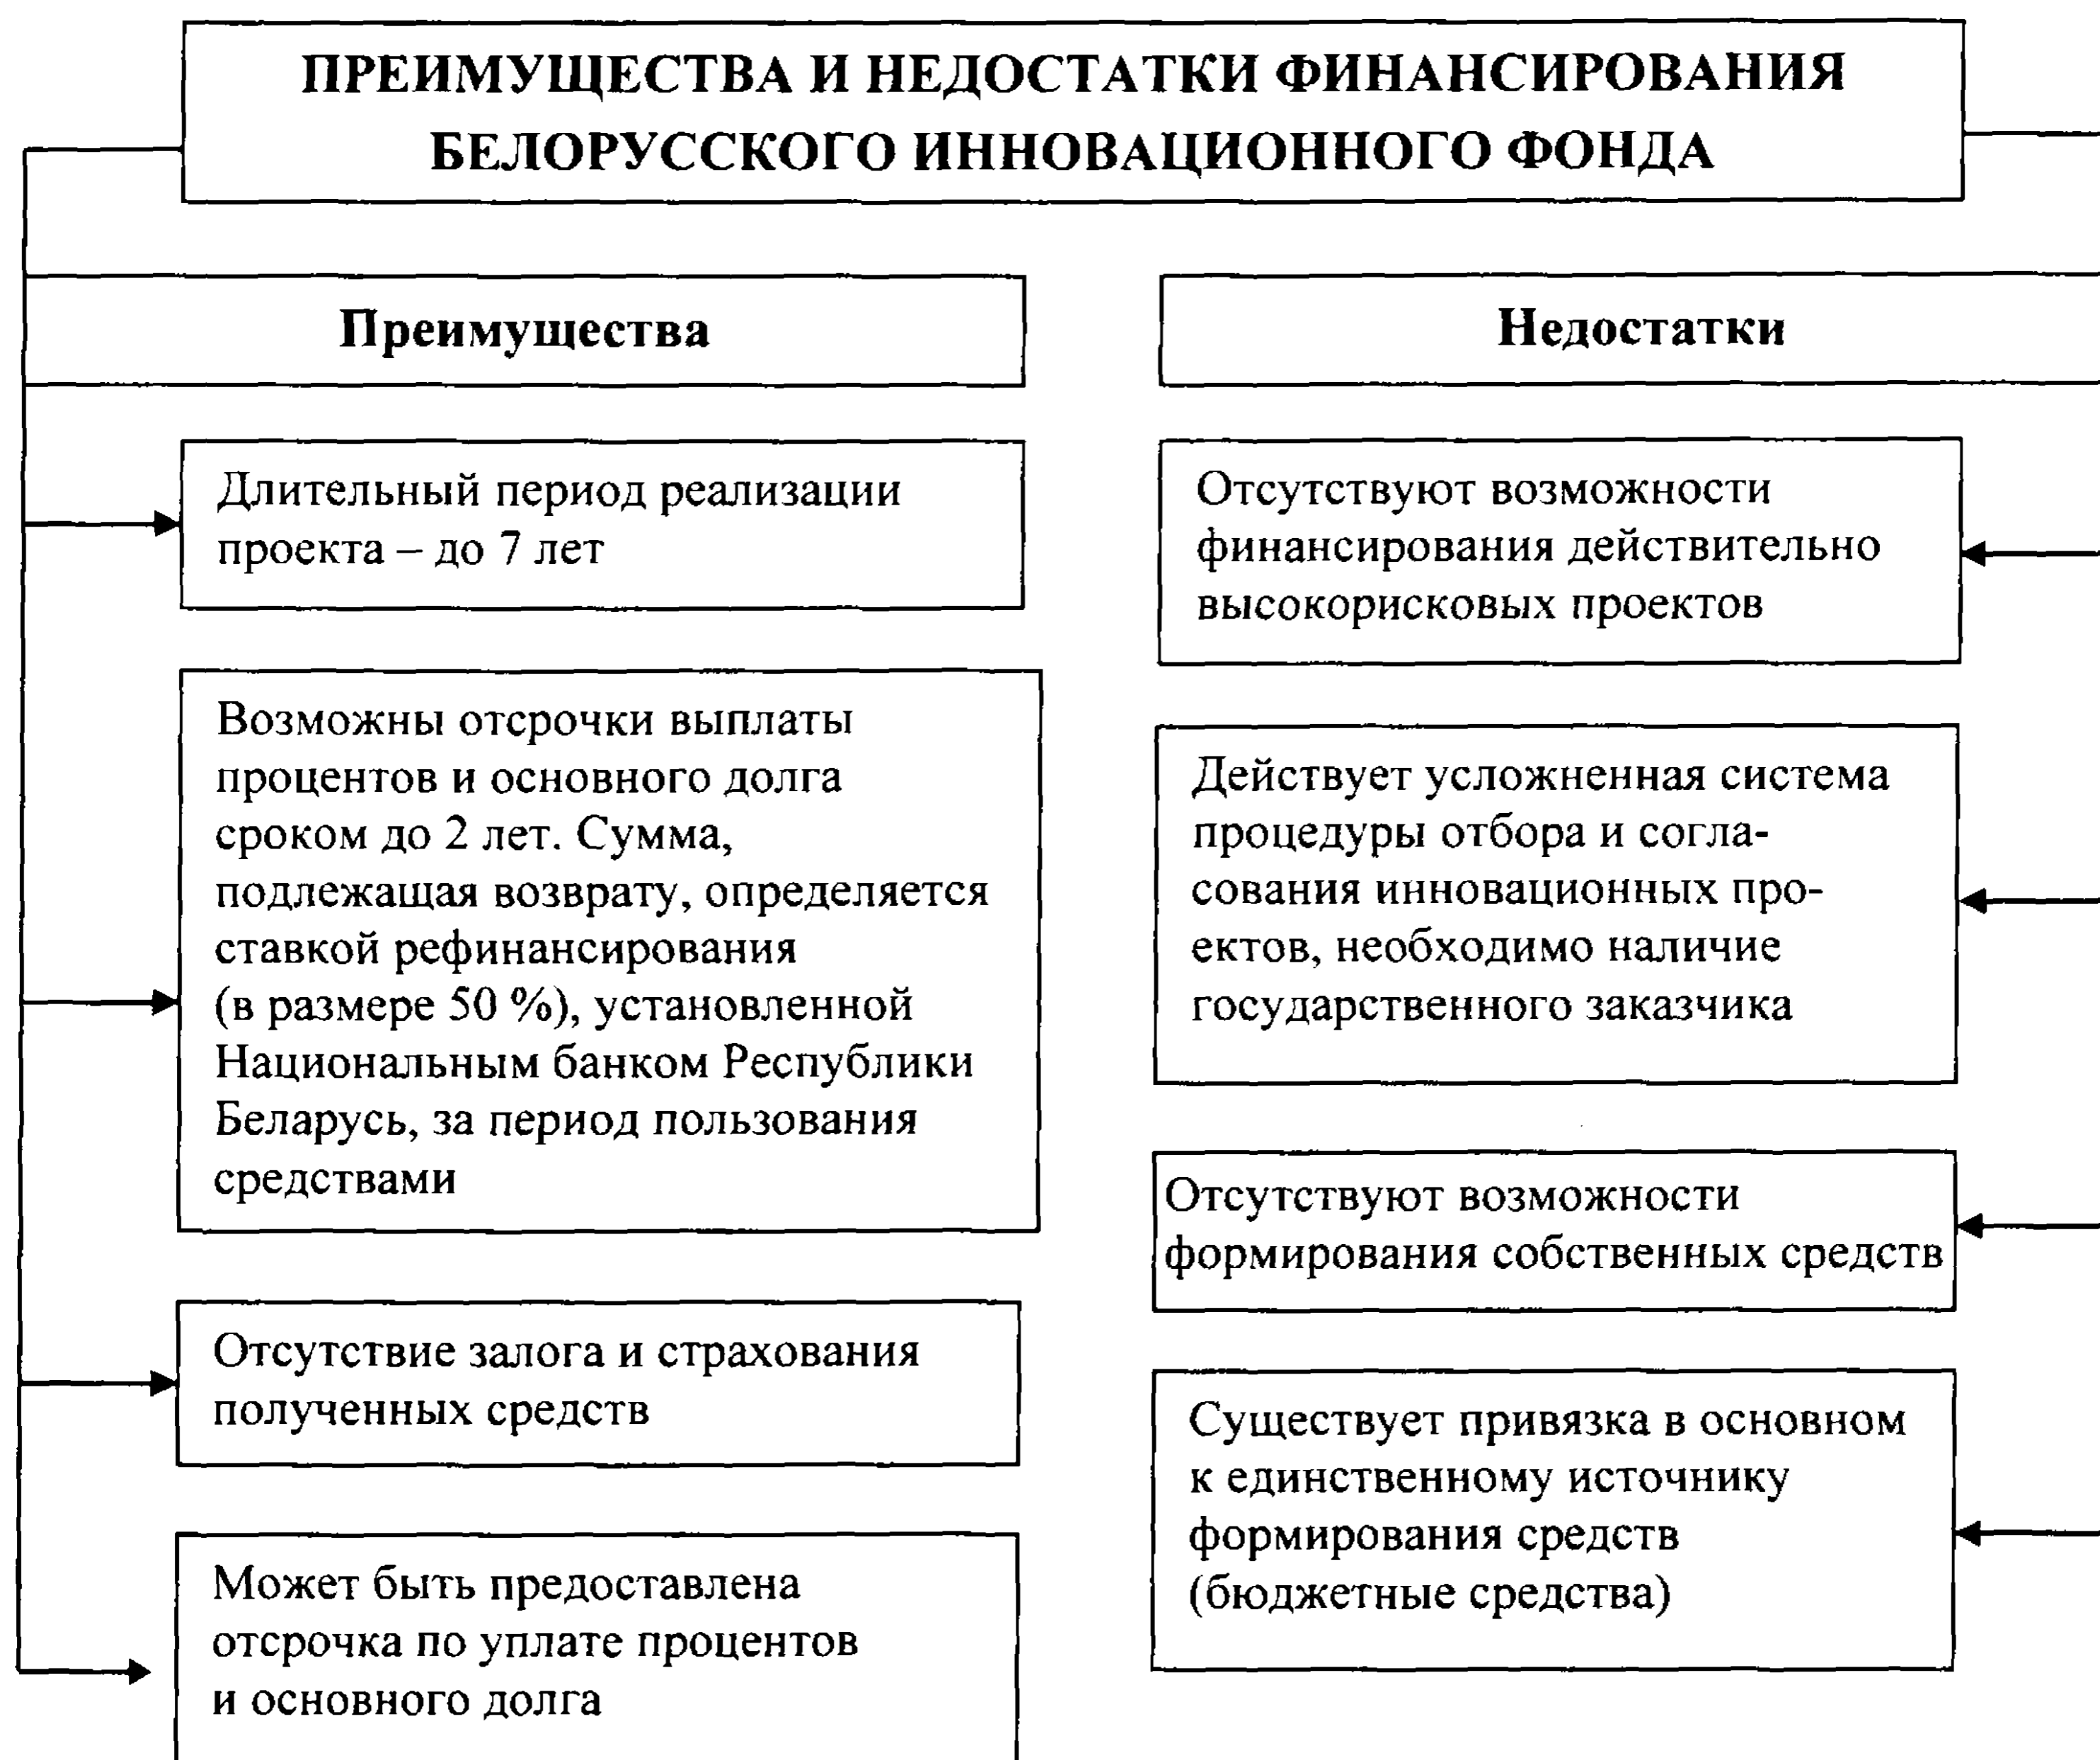 ПРЕИМУЩЕСТВА И НЕДОСТАТКИ ФИНАНСИРОВАНИЯ
БЕЛОРУССКОГО ИННОВАЦИОННОГО ФОНДА
Преимущества
Длительный период реализации
проекта – до 7 лет
Возможны отсрочки выплаты
процентов и основного долга
сроком до 2 лет. Сумма,
подлежащая возврату, определяется
ставкой рефинансирования
(в размере 50 %), установленной
Национальным банком Республики
Беларусь, за период пользования
средствами
Отсутствие залога и страхования
полученных средств
Может быть предоставлена
отсрочка по уплате процентов
и основного долга
Недостатки
Отсутствуют возможности
финансирования действительно
высокорисковых проектов
Действует усложненная система
процедуры отбора и согла-
сования инновационных про-
ектов, необходимо наличие
государственного заказчика
Отсутствуют возможности
формирования собственных средств
Существует привязка в основном
к единственному источнику
формирования средств
(бюджетные средства)